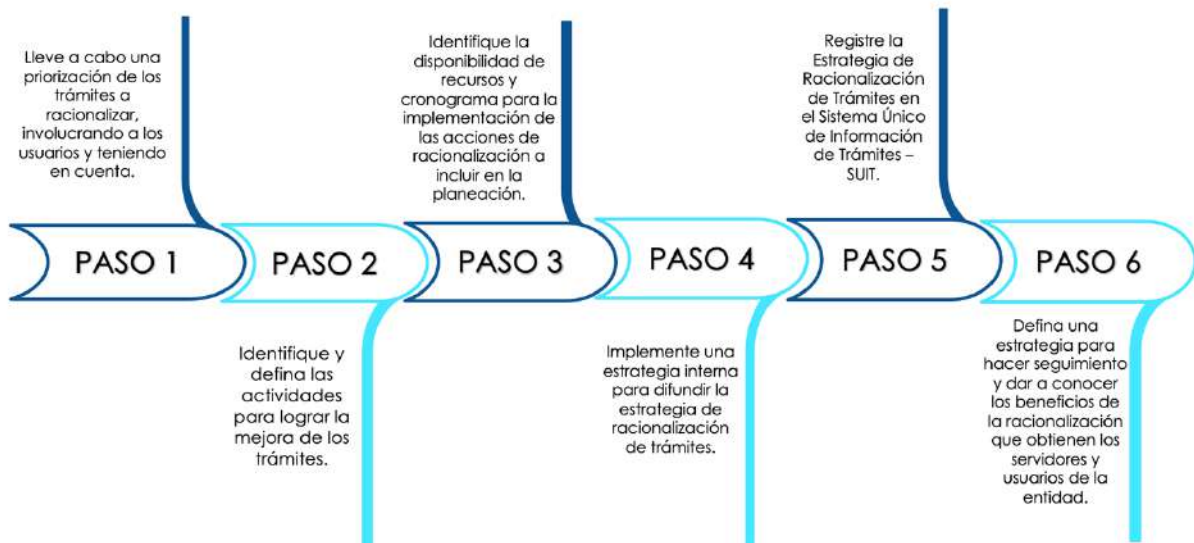 Lleve a cabo una
priorización de los
trámites a
racionalizar,
involucrando a los
usuarios y teniendo
en cuenta.
Identifique la
disponibilidad de
recursos y
cronograma para la
implementación de
las acciones de
racionalización a
incluir en la
planeación.
Registre la
Estrategia de
Racionalización
de Trámites en
el Sistema Único
de Información
de Trámites –
SUIT.
PASO 1
PASO 2
PASO 3
PASO 4
PASO 5
PASO 6
Identifique y
defina las
actividades
para lograr la
mejora de los
trámites.
Implemente una
estrategia interna
para difundir la
estrategia de
racionalización
de trámites.
Defina una
estrategia para
hacer seguimiento
y dar a conocer
los beneficios de
la racionalización
que obtienen los
servidores y
usuarios de la
entidad.